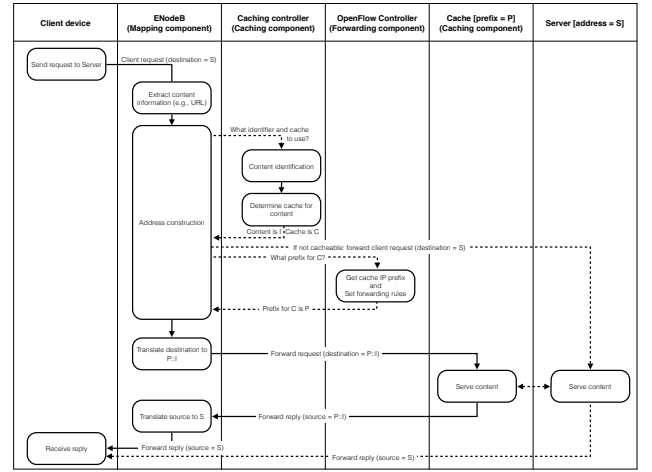 Client device
ENodeB
(Mapping component)
Caching controller
(Caching component)
OpenFlow Controller
(Forwarding component)
Cache [prefix = P]
(Caching component)
Server [address = S]
Send request to Server
Client request (destination = S)
Extract content
information (e.g., URL)
What identifier and cache
to use?
Content identification
Determine cache for
content
Address construction
Content is I
Cache is C
If not cacheable: forward client request (destination = S)
What prefix for C?
Get cache IP prefix
and
Set forwarding rules
Prefix for C is P
Translate destination to
P::I
Forward request (destination = P::I)
Serve content
Serve content
Translate source to S
Forward reply (source = P::I)
Receive reply
Forward reply (source = S)
Forward reply (source = S)